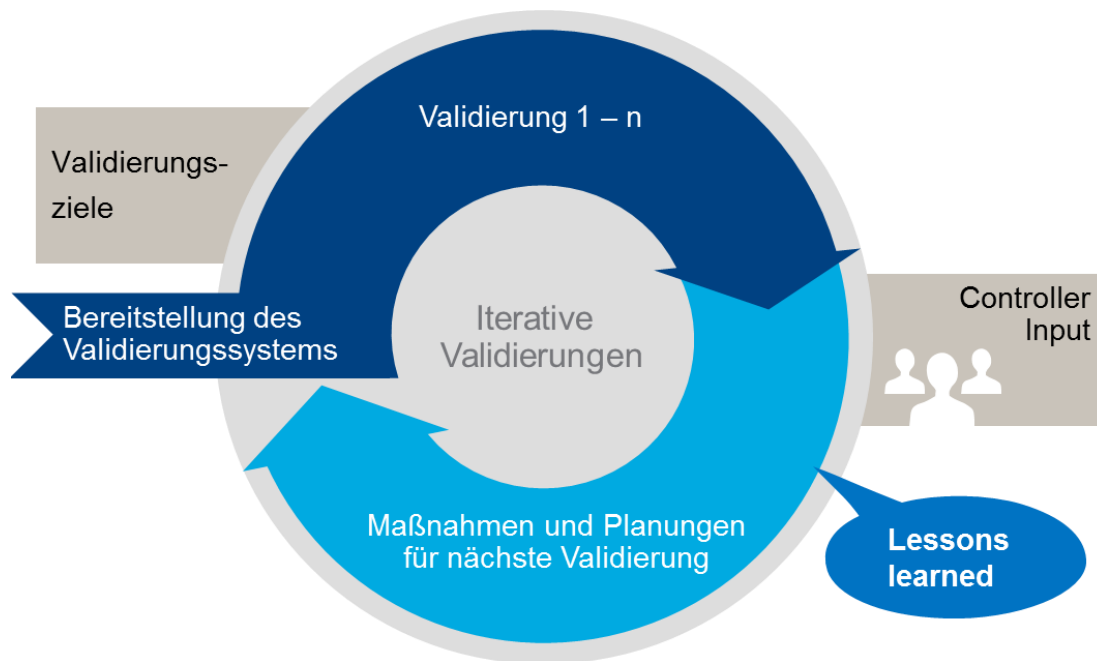 Validierung 1 – n
Validierungs-
ziele
Bereitstellung des
Validierungssystems
Iterative
Validierungen
Controller
Input
Maßnahmen und Planungen
für nächste Validierung
Lessons
learned